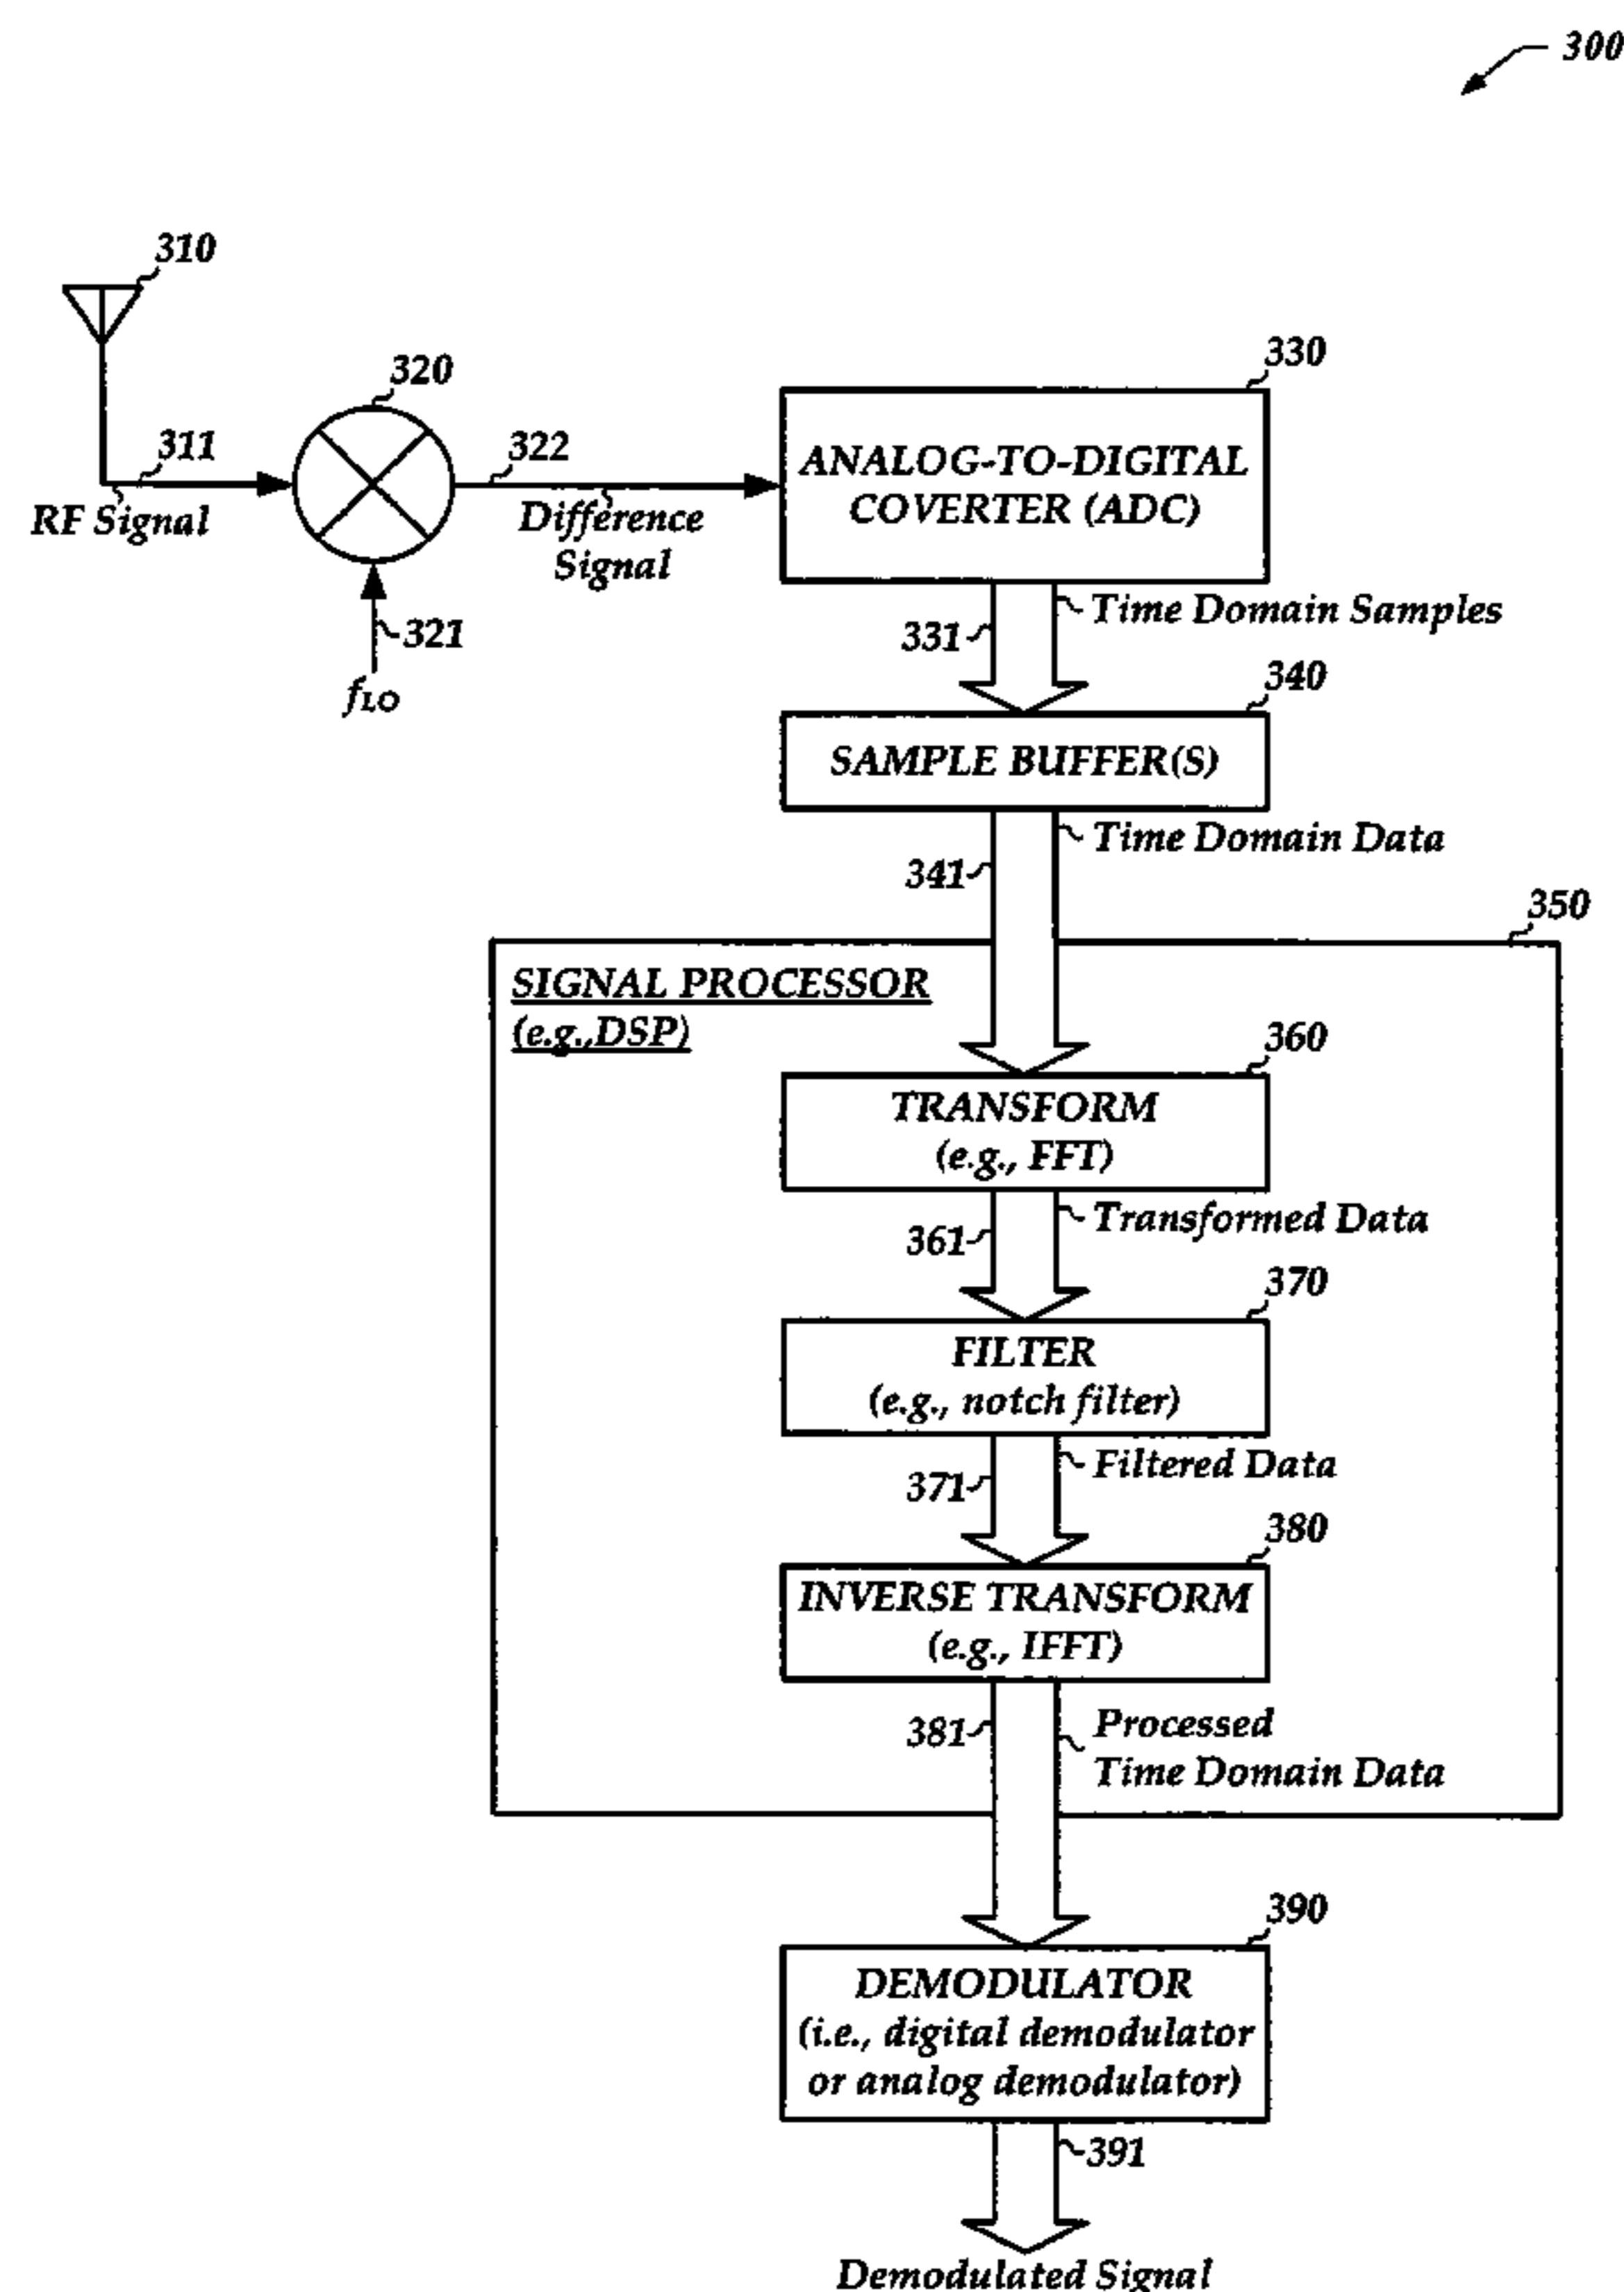 300
310
320
330
311
322
RF Signal
Difference
Signal
ANALOG-TO-DIGITAL
COVERTER (ADC)
321
fLO
331
Time Domain Samples
340
SAMPLE BUFFER(S)
341
Time Domain Data
350
SIGNAL PROCESSOR
(e.g.,DSP)
360
TRANSFORM
(e.g., FFT)
361
Transformed Data
370
FILTER
(e.g., notch filter)
371
Filtered Data
380
INVERSE TRANSFORM
(e.g., IFFT)
381
Processed
Time Domain Data
390
DEMODULATOR
(i.e., digital demodulator
or analog demodulator)
391
Demodulated Signal